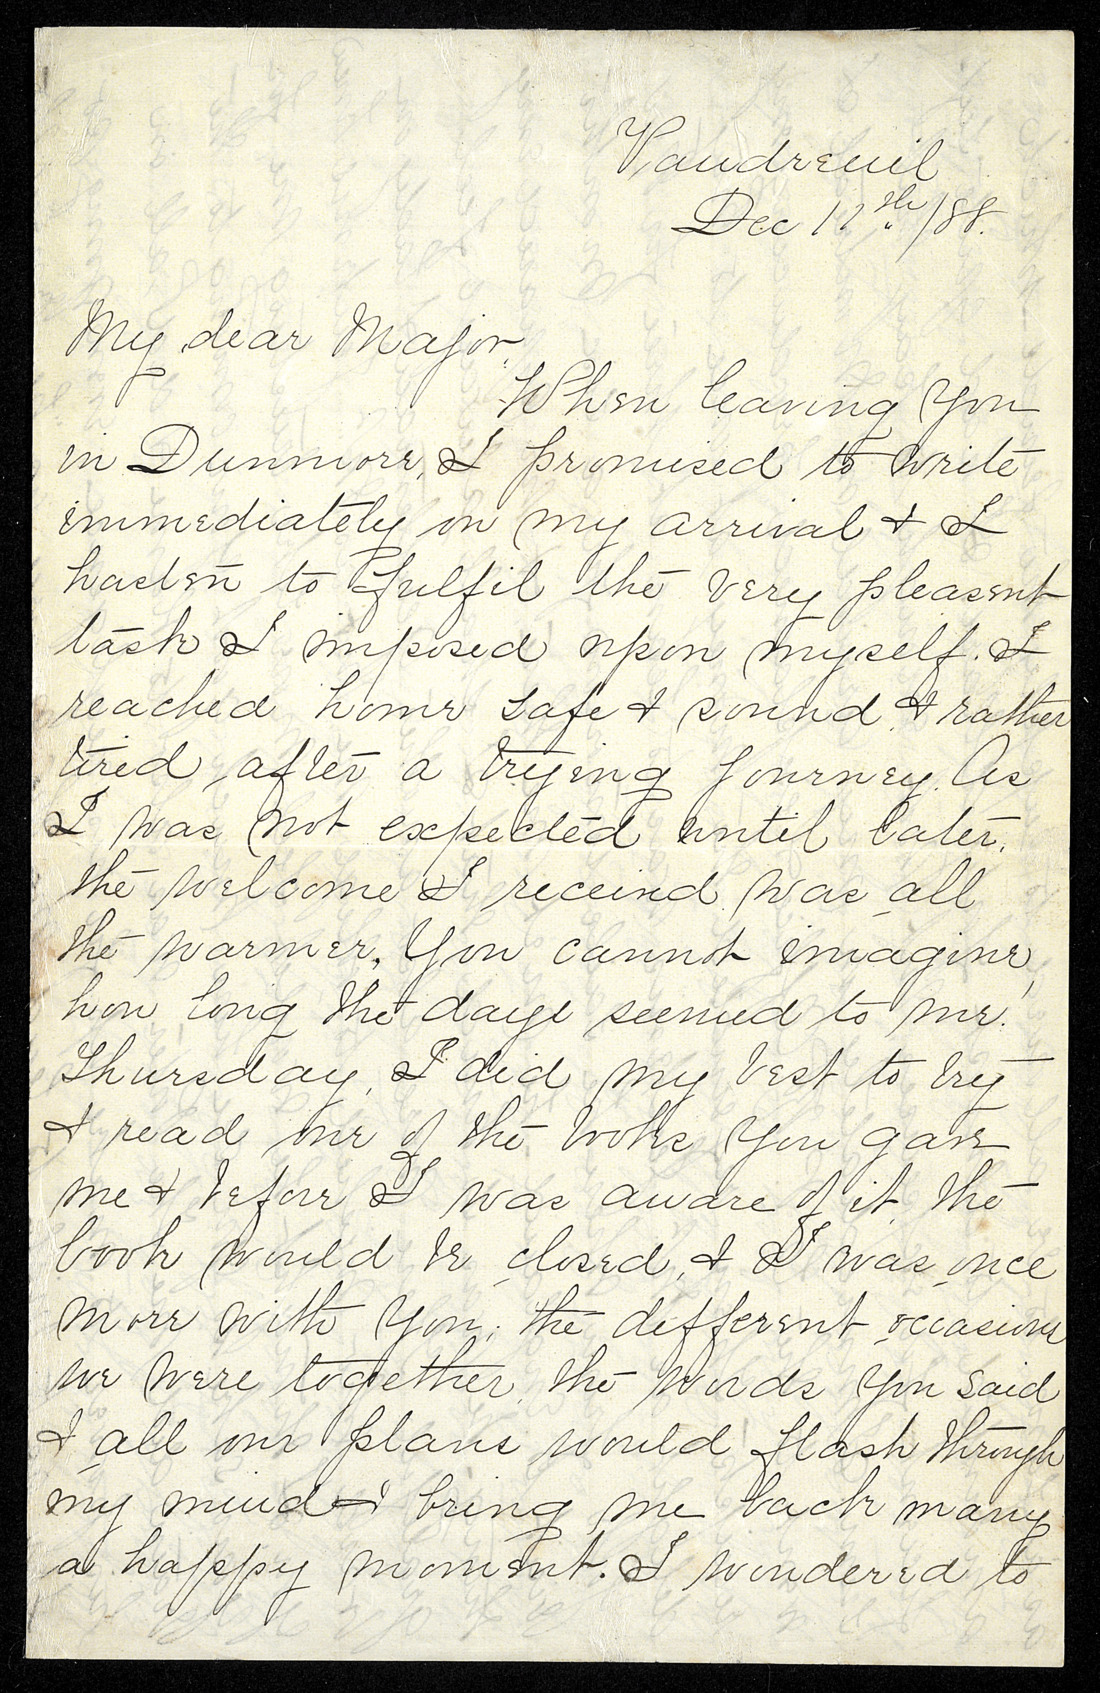 Vaudreuil
Dec 11th /88.
My dear Major,
When leaving you
in Dunmore, I promised to write
immediately on my arrival & I
hasten to fulfil the very pleasent
task I imposed upon myself. I
reached home safe & sound & rather
tired, after a trying journey. As
I was not expected until later,
the welcome I received was all
the warmer. You cannot imagine,
how long the days seemed to me!
Thursday, I did my best to try
& read one of the books you gave
me & before I was aware of it the
book would be closed, & I was once
more with you; the different occasions
we were together, the words you said
& all our plans would flash through
my mind & bring me back many
a happy moment. I wondered to